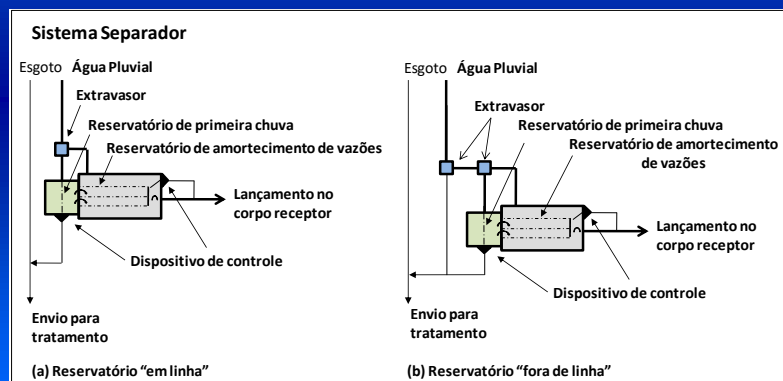 Sistema Separador
Esgoto Água Pluvial
Extravasor
Reservatório de primeira chuva
Reservatório de amortecimento de vazões
Lançamento no
corpo receptor
Dispositivo de controle
Envio para
tratamento
(a) Reservatório “em linha”
Esgoto Água Pluvial
Extravasor
Reservatório de primeira chuva
Reservatório de amortecimento
de vazões
Lançamento no
corpo receptor
Dispositivo de controle
Envio para
tratamento
(b) Reservatório “fora de linha”